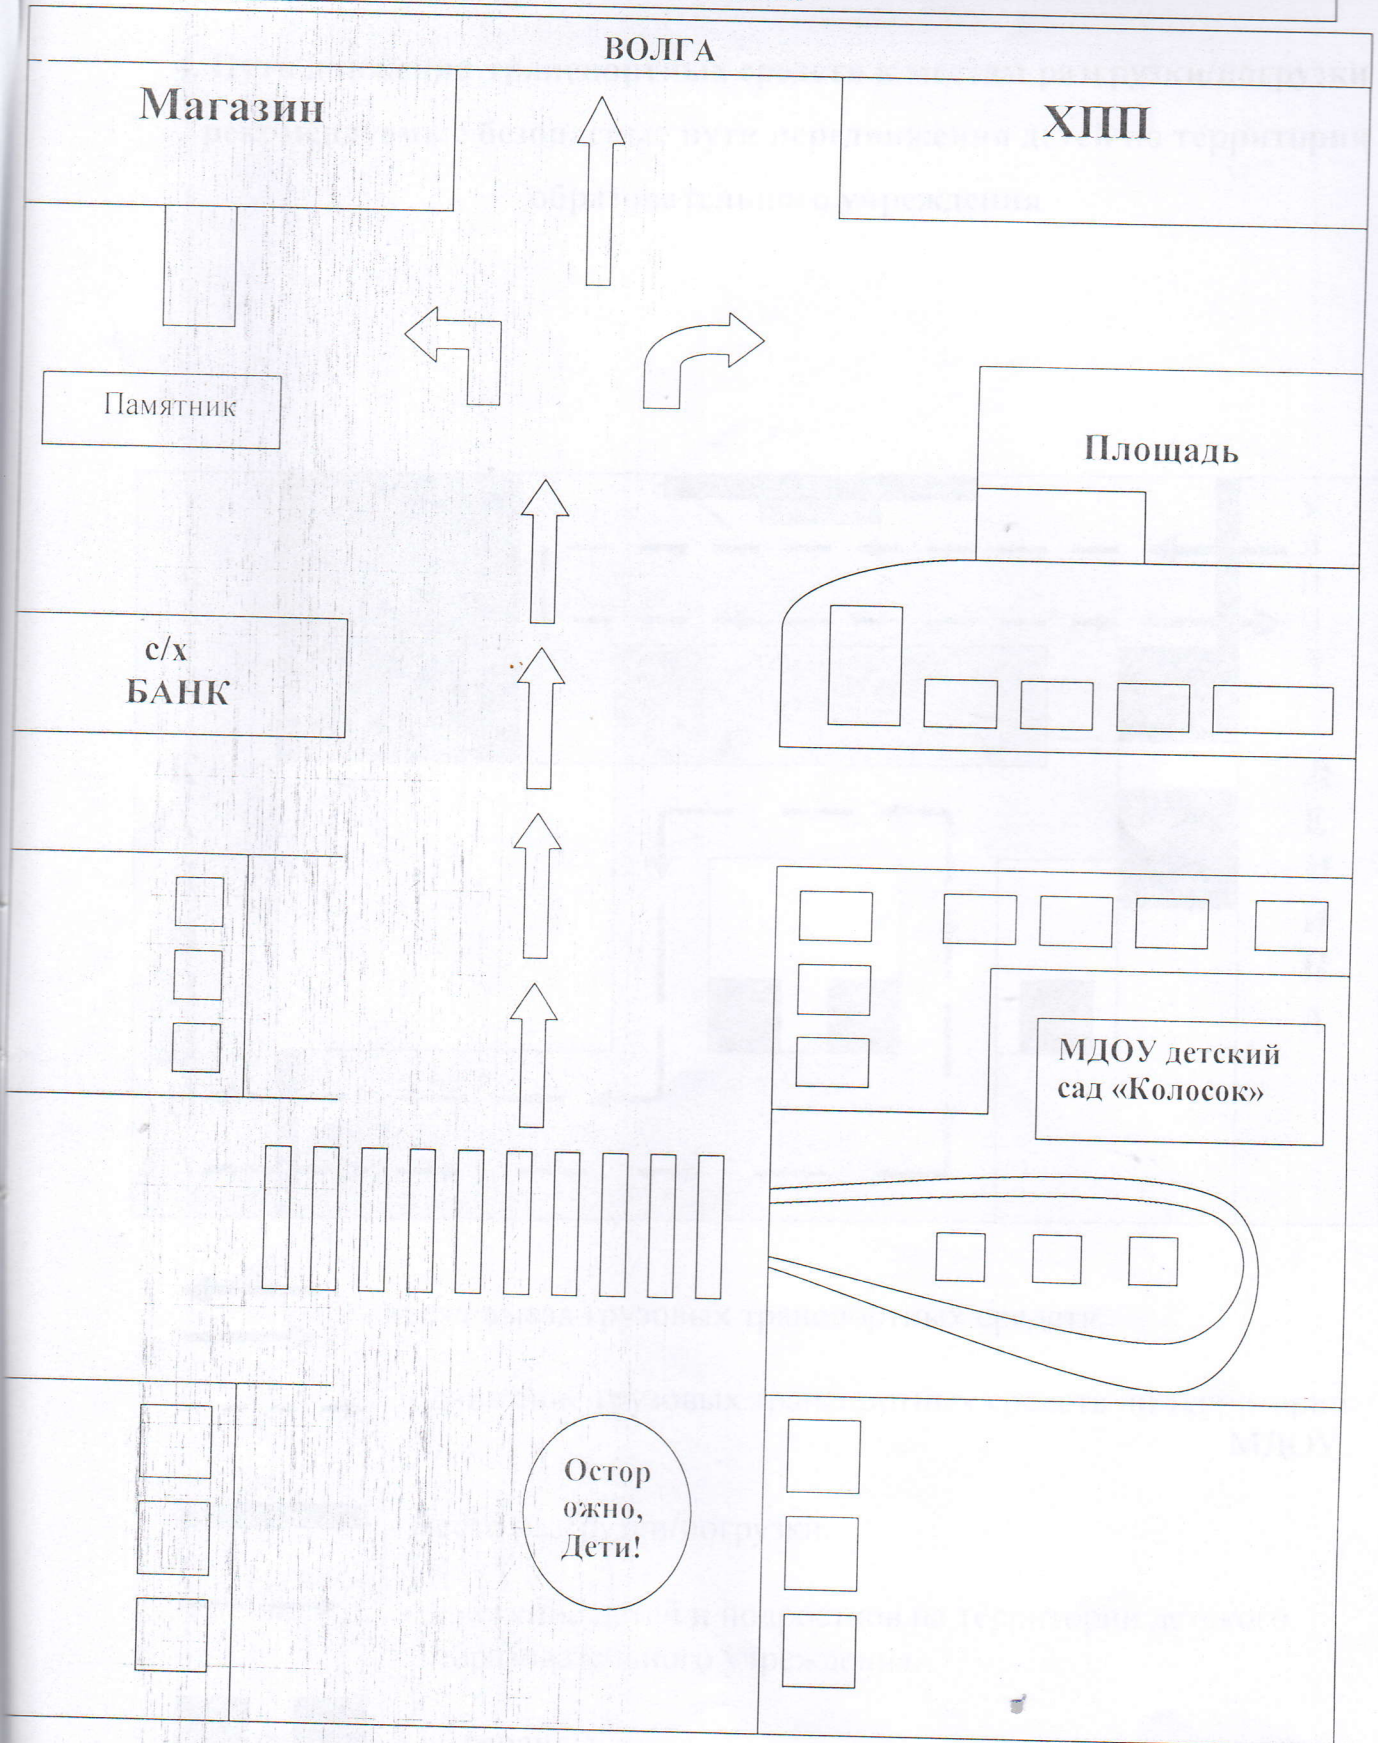 ВОЛГА
Магазин
ХПП
Памятник
Площадь
с/х
БАНК
МДОУ детский
сад «Колосок»
Остор
ожно,
Дети!